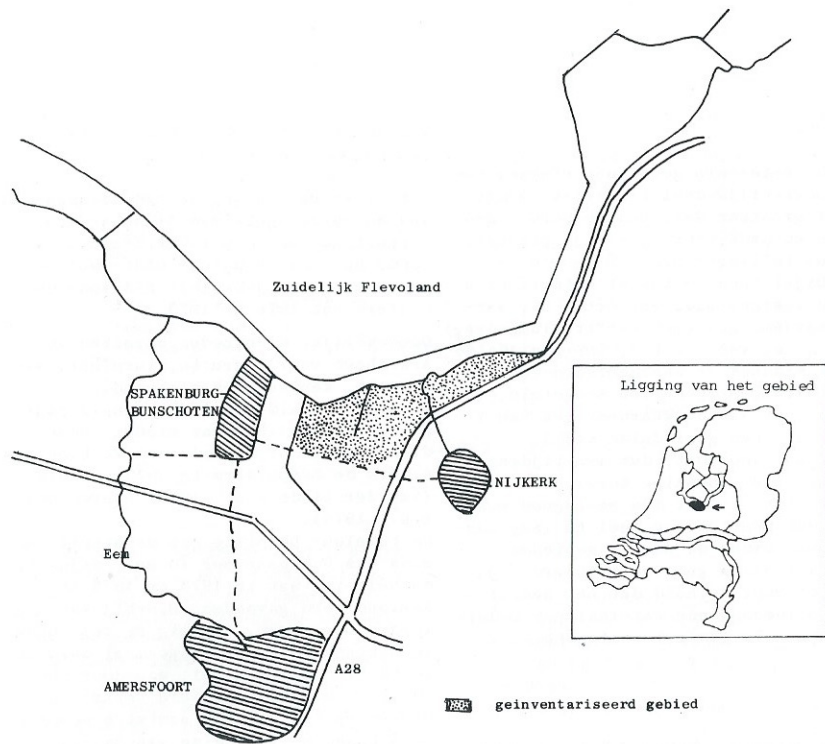 Zuidelijk Flevoland
SPAKENBURG-
BUNSCHOTEN
Ligging van het gebied
NIJKERK
Eem
A28
AMERSFOORT
geinventariseerd gebied